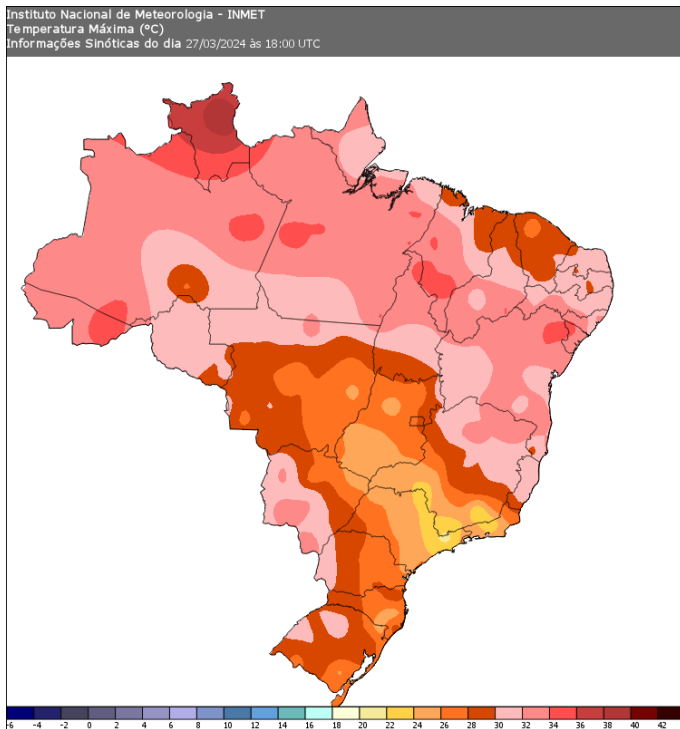 Instituto Nacional de Meteorologia - INMET
Temperatura Máxima (ºC)
Informações Sinóticas do dia 27/03/2024 às 18:00 UTC
-6 -4 -2 0 2 4 6 8 10 12 14 16 18 20 22 24 26 28 30 32 34 36 38 40 42